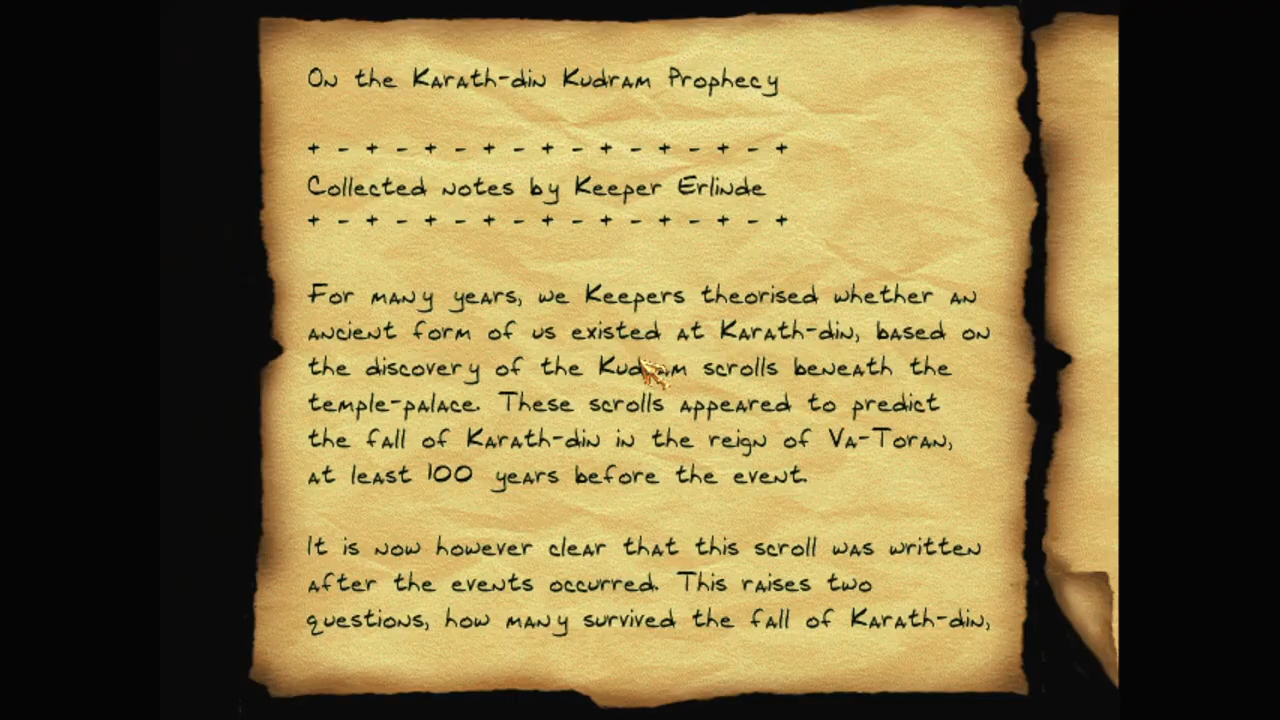 On the Karath-din Kudram Prophecy
+ - + - + - + - + - + - + - + - +
Collected notes by Keeper Erlinde
+ - + - + - + - + - + - + - + - +
For many years, we Keepers theorised whether an
ancient form of us existed at Karath-din, based on
the discovery of the Kudram scrolls beneath the
temple-palace. These scrolls appeared to predict
the fall of Karath-din in the reign of Va-Toran,
at least 100 years before the event.
It is now however clear that this scroll was written
after the events occurred. This raises two
questions, how many survived the fall of Karath-din,